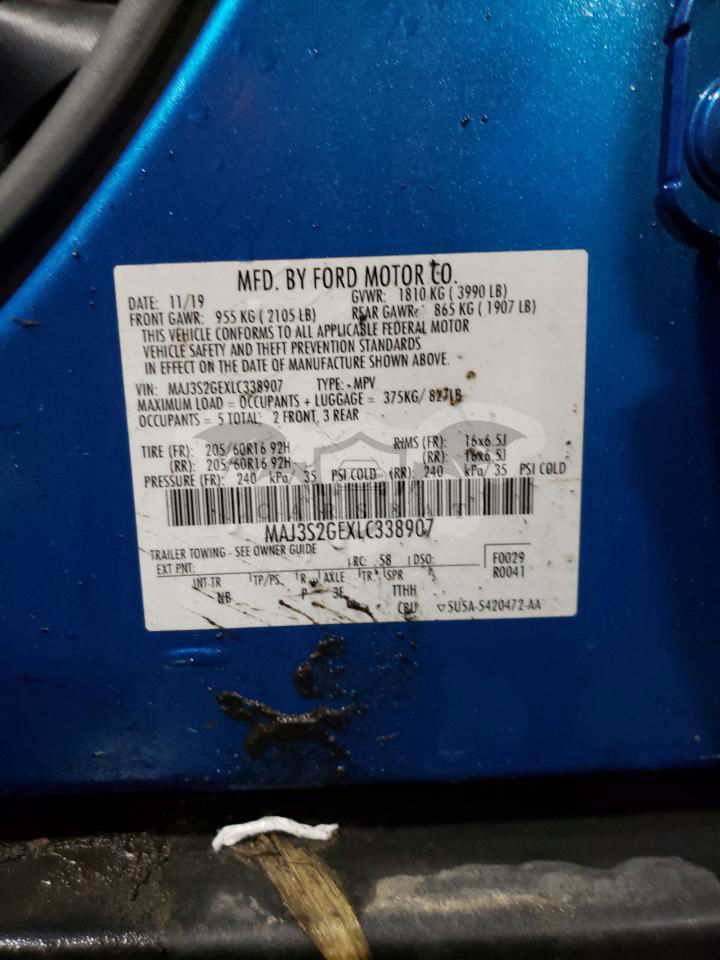 MFD. BY FORD MOTOR CO.
DATE: 11/19 GVWR: 1810 KG ( 3990 LB)
FRONT GAWR: 955 KG ( 2105 LB) REAR GAWR: 865 KG ( 1907 LB)
THIS VEHICLE CONFORMS TO ALL APPLICABLE FEDERAL MOTOR
VEHICLE SAFETY AND THEFT PREVENTION STANDARDS
IN EFFECT ON THE DATE OF MANUFACTURE SHOWN ABOVE.
VIN: MAJ3S2GEXLC338907 TYPE: MPV
MAXIMUM LOAD = OCCUPANTS + LUGGAGE = 375KG/ 827LB
OCCUPANTS = 5 TOTAL: 2 FRONT, 3 REAR
TIRE (FR): 205/60R16 92H RIMS (FR): 16x6.5J
(RR): 205/60R16 92H (RR): 16x6.5J
PRESSURE (FR): 240 kPa/ 35 PSI COLD (RR): 240 kPa/ 35 PSI COLD
MAJ3S2GEXLC338907
TRAILER TOWING - SEE OWNER GUIDE
EXT PNT: RC: 58 DSO: F0029
R0041
INT TR TP/PS R AXLE TR SPR
NB P 3E TTHH
CBU 5U5A-5420472-AA